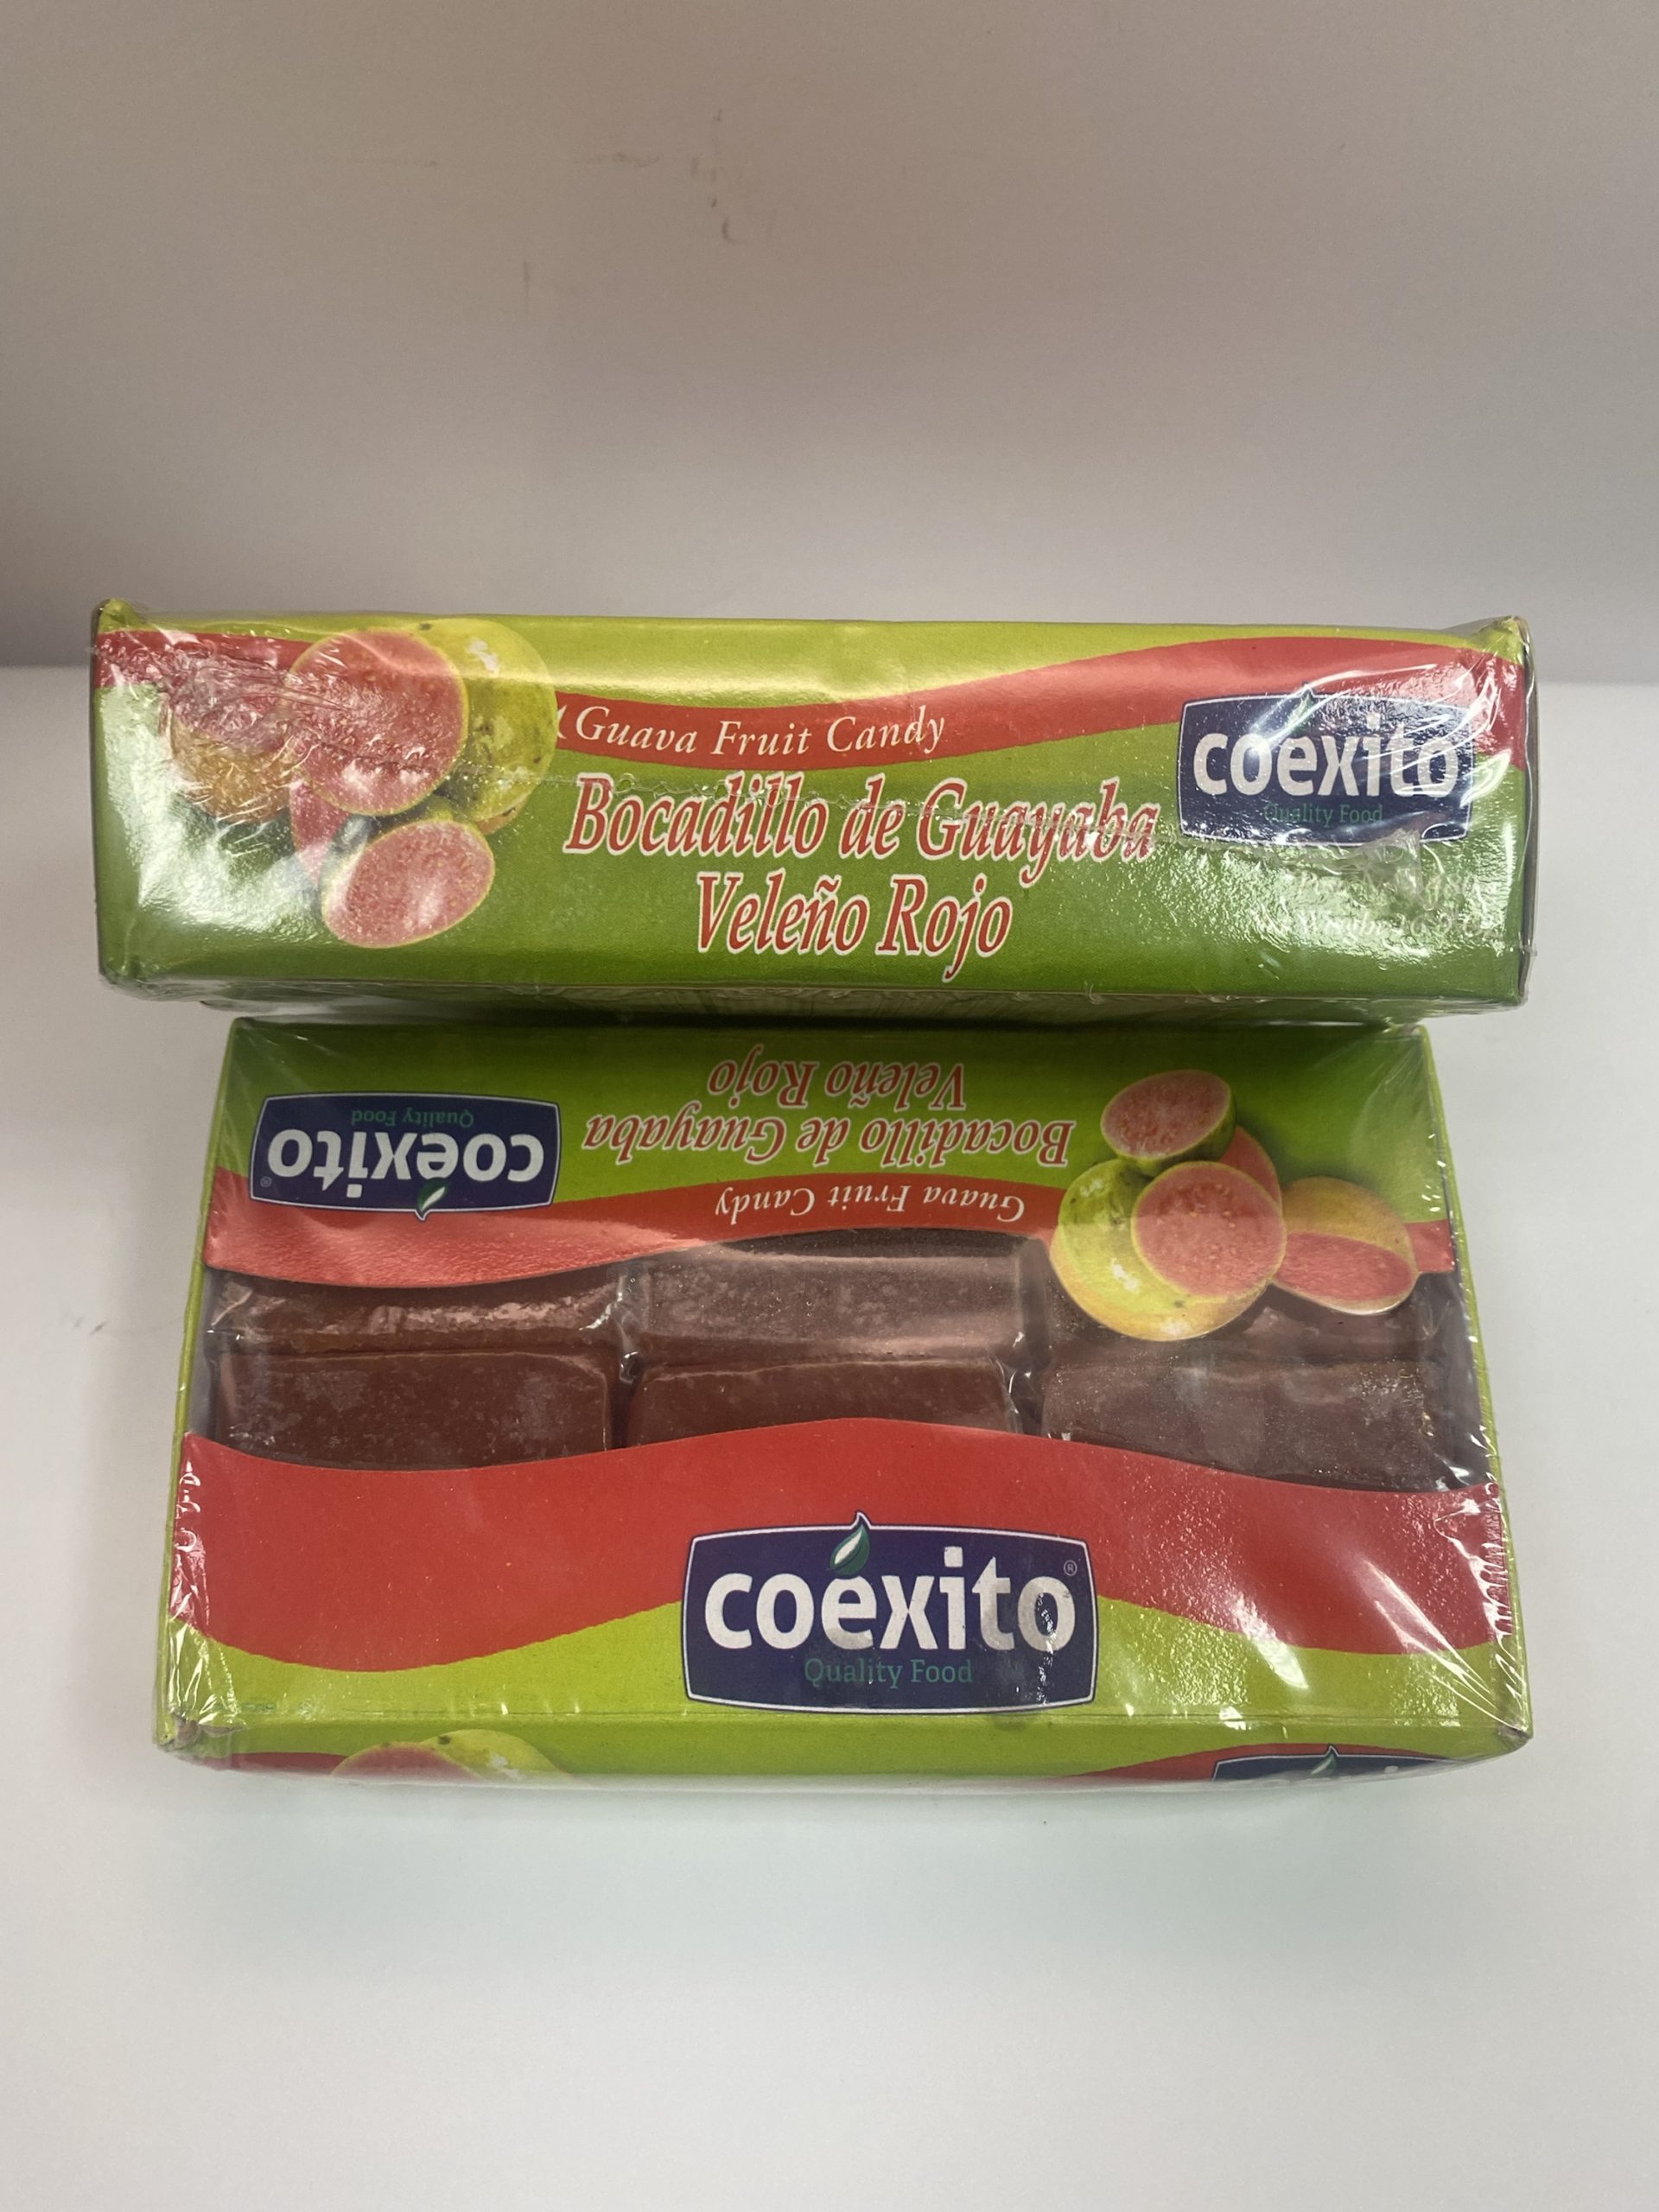 Guava Fruit Candy
Bocadillo de Guayaba
Veleño Rojo
coexito
Quality Food
Bocadillo de Guayaba
Veleño Rojo
Guava Fruit Candy
coexito®
Quality Food
coexito®
Quality Food